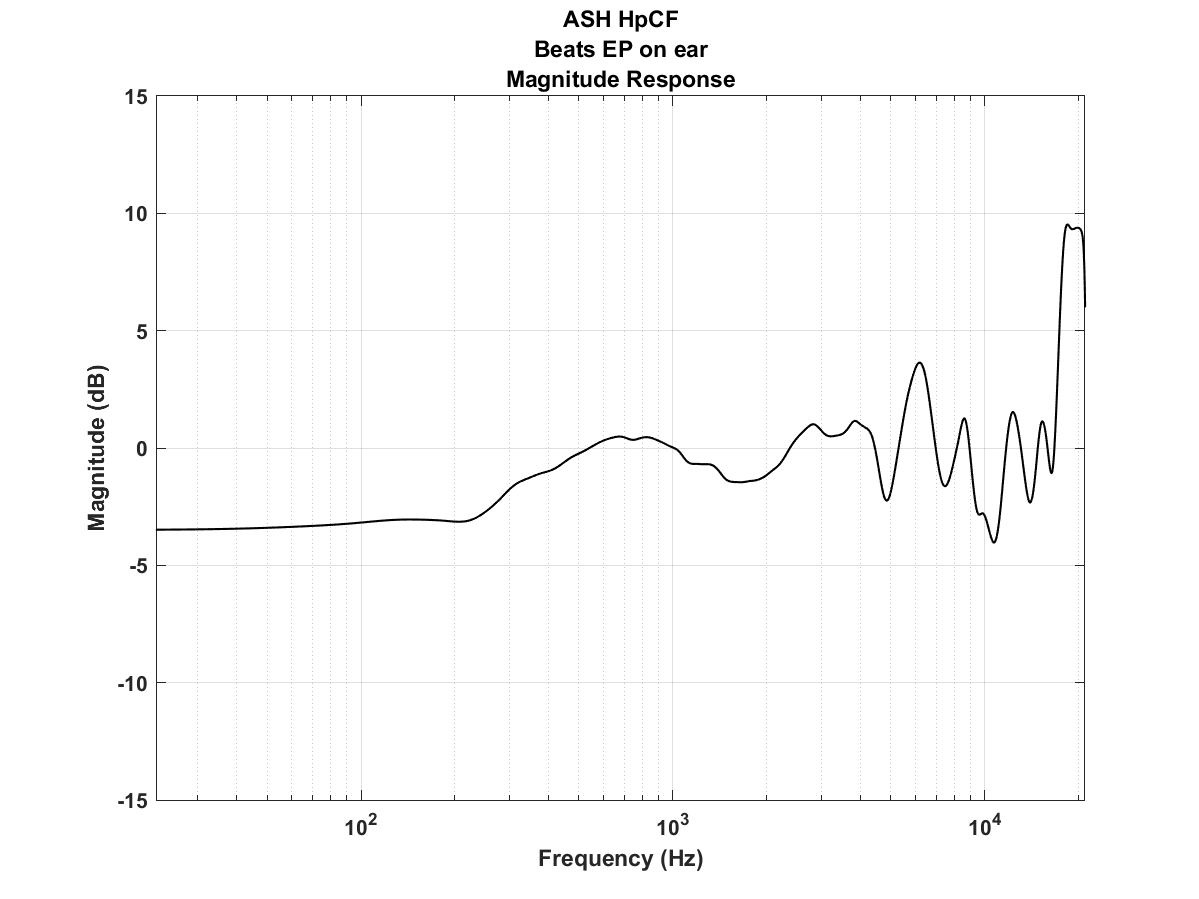 ASH HpCF
Beats EP on ear
Magnitude Response
15
10
5
0
-5
-10
-15
Magnitude (dB)
10² 10³ 10⁴
Frequency (Hz)